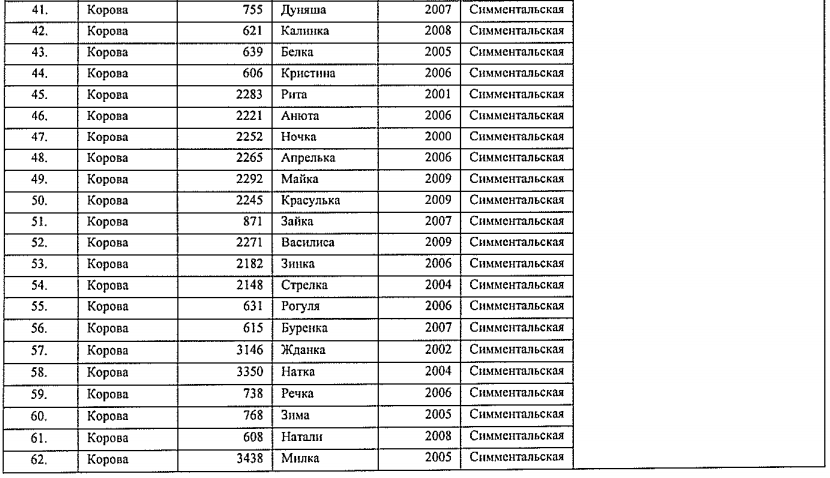 41. Корова 755 Дуняша 2007 Симментальская
42. Корова 621 Калинка 2008 Симментальская
43. Корова 639 Белка 2005 Симментальская
44. Корова 606 Кристина 2006 Симментальская
45. Корова 2283 Рита 2001 Симментальская
46. Корова 2221 Анюта 2006 Симментальская
47. Корова 2252 Ночка 2000 Симментальская
48. Корова 2265 Апрелька 2006 Симментальская
49. Корова 2292 Майка 2009 Симментальская
50. Корова 2245 Красулька 2009 Симментальская
51. Корова 871 Зайка 2007 Симментальская
52. Корова 2271 Василиса 2009 Симментальская
53. Корова 2182 Зинка 2006 Симментальская
54. Корова 2148 Стрелка 2004 Симментальская
55. Корова 631 Рогуля 2006 Симментальская
56. Корова 615 Буренка 2007 Симментальская
57. Корова 3146 Жданка 2002 Симментальская
58. Корова 3350 Натка 2004 Симментальская
59. Корова 738 Речка 2006 Симментальская
60. Корова 768 Зима 2005 Симментальская
61. Корова 608 Натали 2008 Симментальская
62. Корова 3438 Милка 2005 Симментальская